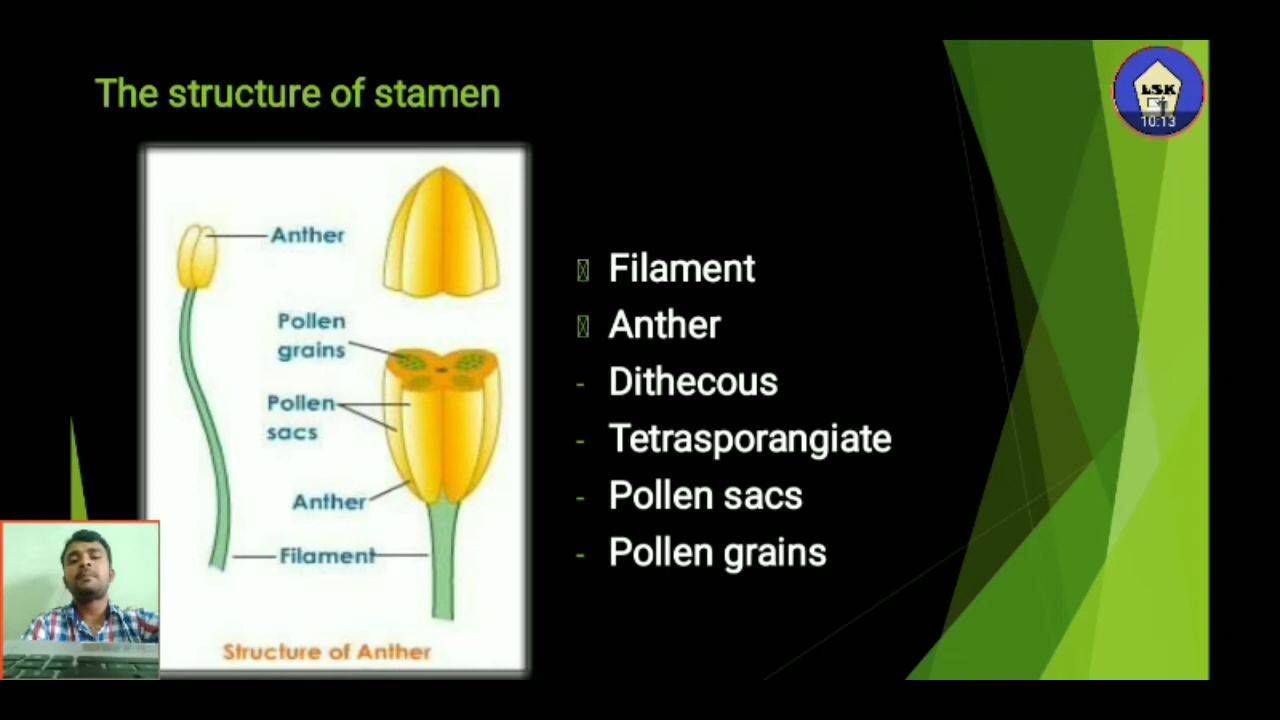 The structure of stamen
LSK
10:13
Anther
Pollen
grains
Pollen
sacs
Anther
Filament
Structure of Anther
Filament
Anther
- Dithecous
- Tetrasporangiate
- Pollen sacs
- Pollen grains